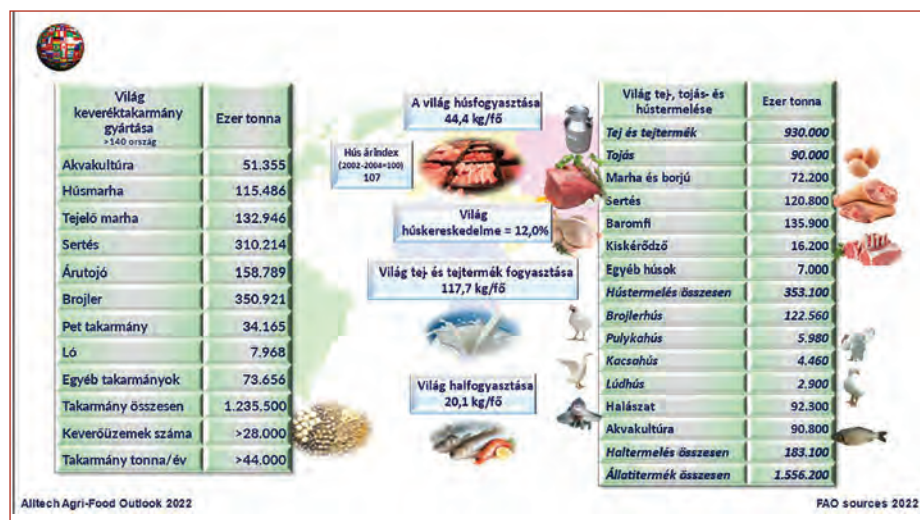 Világ
keveréktakarmány
gyártása
>140 ország
Ezer tonna
Akvakultúra 51.355
Húsmarha 115.486
Tejelő marha 132.946
Sertés 310.214
Árutojó 158.789
Brojler 350.921
Pet takarmány 34.165
Ló 7.968
Egyéb takarmányok 73.656
Takarmány összesen 1.235.500
Keverőüzemek száma >28.000
Takarmány tonna/év >44.000
A világ húsfogyasztása
44,4 kg/fő
Hús árindex
(2002-2004=100)
107
Világ
húskereskedelme = 12,0%
Világ tej- és tejtermék fogyasztása
117,7 kg/fő
Világ halfogyasztása
20,1 kg/fő
Világ tej-, tojás- és
hústermelése
Ezer tonna
Tej és tejtermék 930.000
Tojás 90.000
Marha és borjú 72.200
Sertés 120.800
Baromfi 135.900
Kiskérődző 16.200
Egyéb húsok 7.000
Hústermelés összesen 353.100
Brojlerhús 122.560
Pulykahús 5.980
Kacsahús 4.460
Lúdhús 2.900
Halászat 92.300
Akvakultúra 90.800
Haltermelés összesen 183.100
Állatitermék összesen 1.556.200
Alltech Agri-Food Outlook 2022
FAO sources 2022